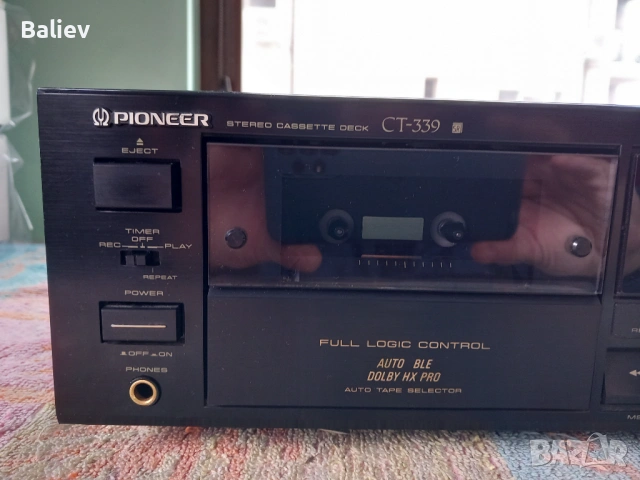 Baliev
PIONEER STEREO CASSETTE DECK CT-339
EJECT
TIMER
OFF
REC PLAY
REPEAT
POWER
OFF ON
PHONES
FULL LOGIC CONTROL
AUTO BLE
DOLBY HX PRO
AUTO TAPE SELECTOR
BAZAR